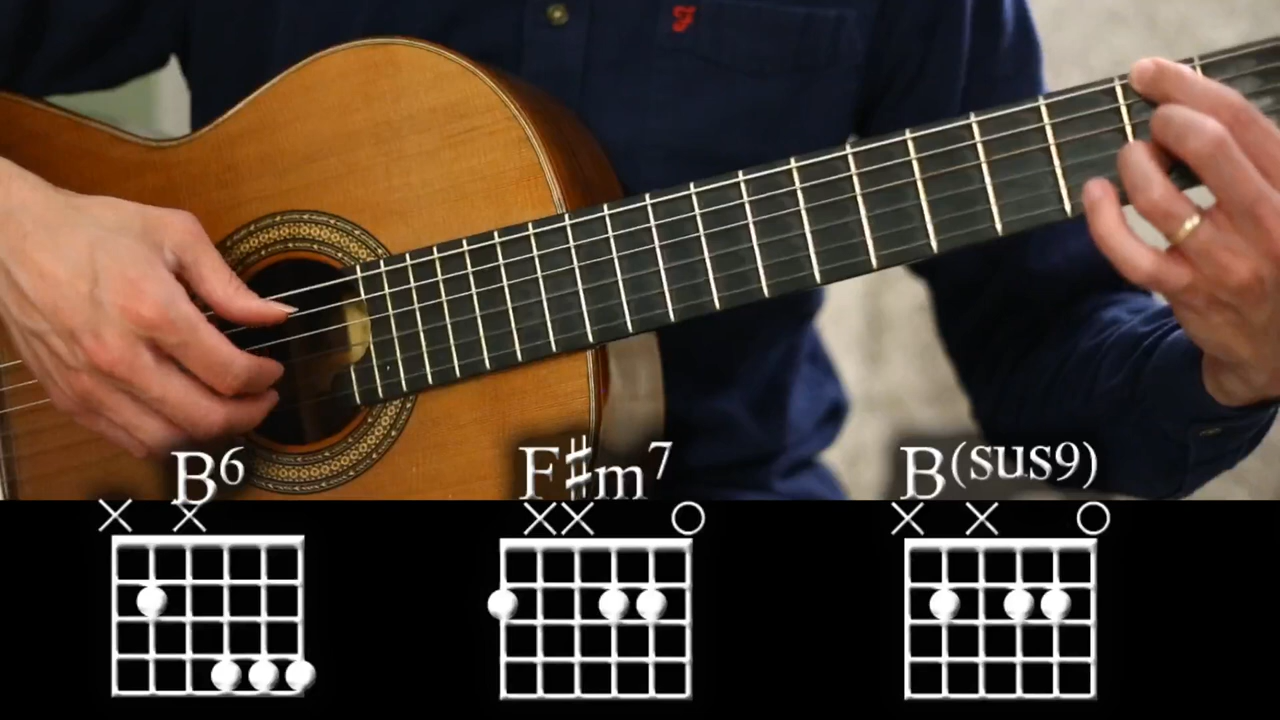 B6 F♯m7 B(sus9)
× × ×× ○ × × ○